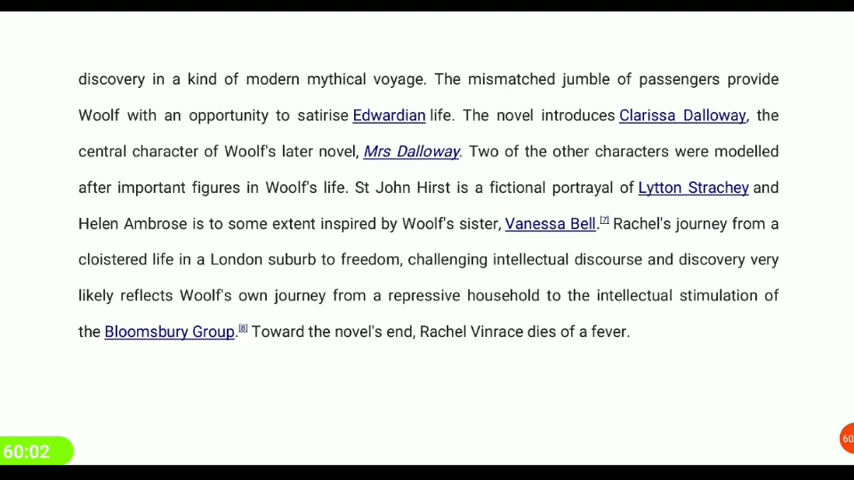 discovery in a kind of modern mythical voyage. The mismatched jumble of passengers provide
Woolf with an opportunity to satirise Edwardian life. The novel introduces Clarissa Dalloway, the
central character of Woolf's later novel, Mrs Dalloway. Two of the other characters were modelled
after important figures in Woolf's life. St John Hirst is a fictional portrayal of Lytton Strachey and
Helen Ambrose is to some extent inspired by Woolf's sister, Vanessa Bell.[7] Rachel's journey from a
cloistered life in a London suburb to freedom, challenging intellectual discourse and discovery very
likely reflects Woolf's own journey from a repressive household to the intellectual stimulation of
the Bloomsbury Group.[8] Toward the novel's end, Rachel Vinrace dies of a fever.
60:02
60